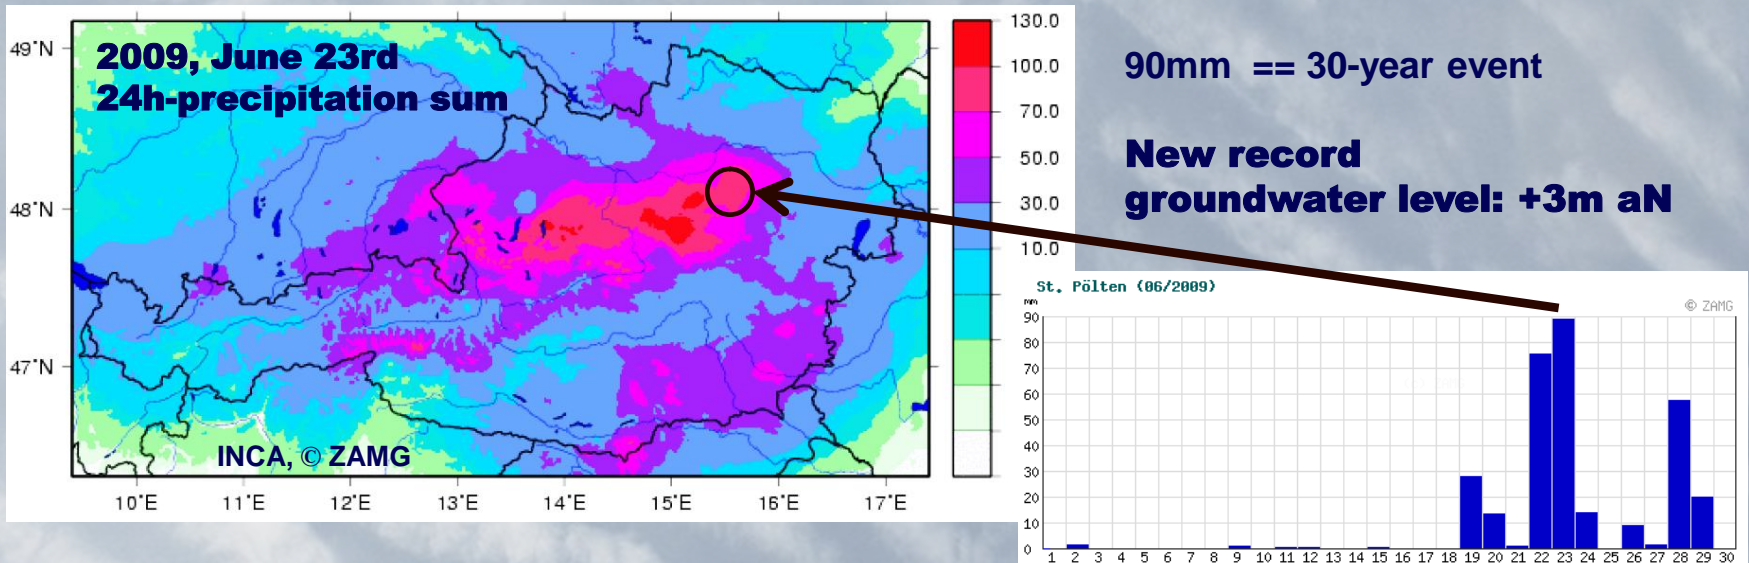 2009, June 23rd
24h-precipitation sum
INCA, © ZAMG
49°N
48°N
47°N
10°E
11°E
12°E
13°E
14°E
15°E
16°E
17°E
130.0
100.0
70.0
50.0
30.0
10.0
90mm == 30-year event
New record
groundwater level: +3m aN
St. Pölten (06/2009)
© ZAMG
mm
90
80
70
60
50
40
30
20
10
0
1 2 3 4 5 6 7 8 9 10 11 12 13 14 15 16 17 18 19 20 21 22 23 24 25 26 27 28 29 30